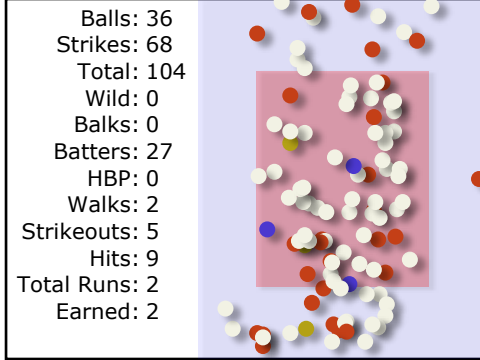 Balls: 36
Strikes: 68
Total: 104
Wild: 0
Balks: 0
Batters: 27
HBP: 0
Walks: 2
Strikeouts: 5
Hits: 9
Total Runs: 2
Earned: 2